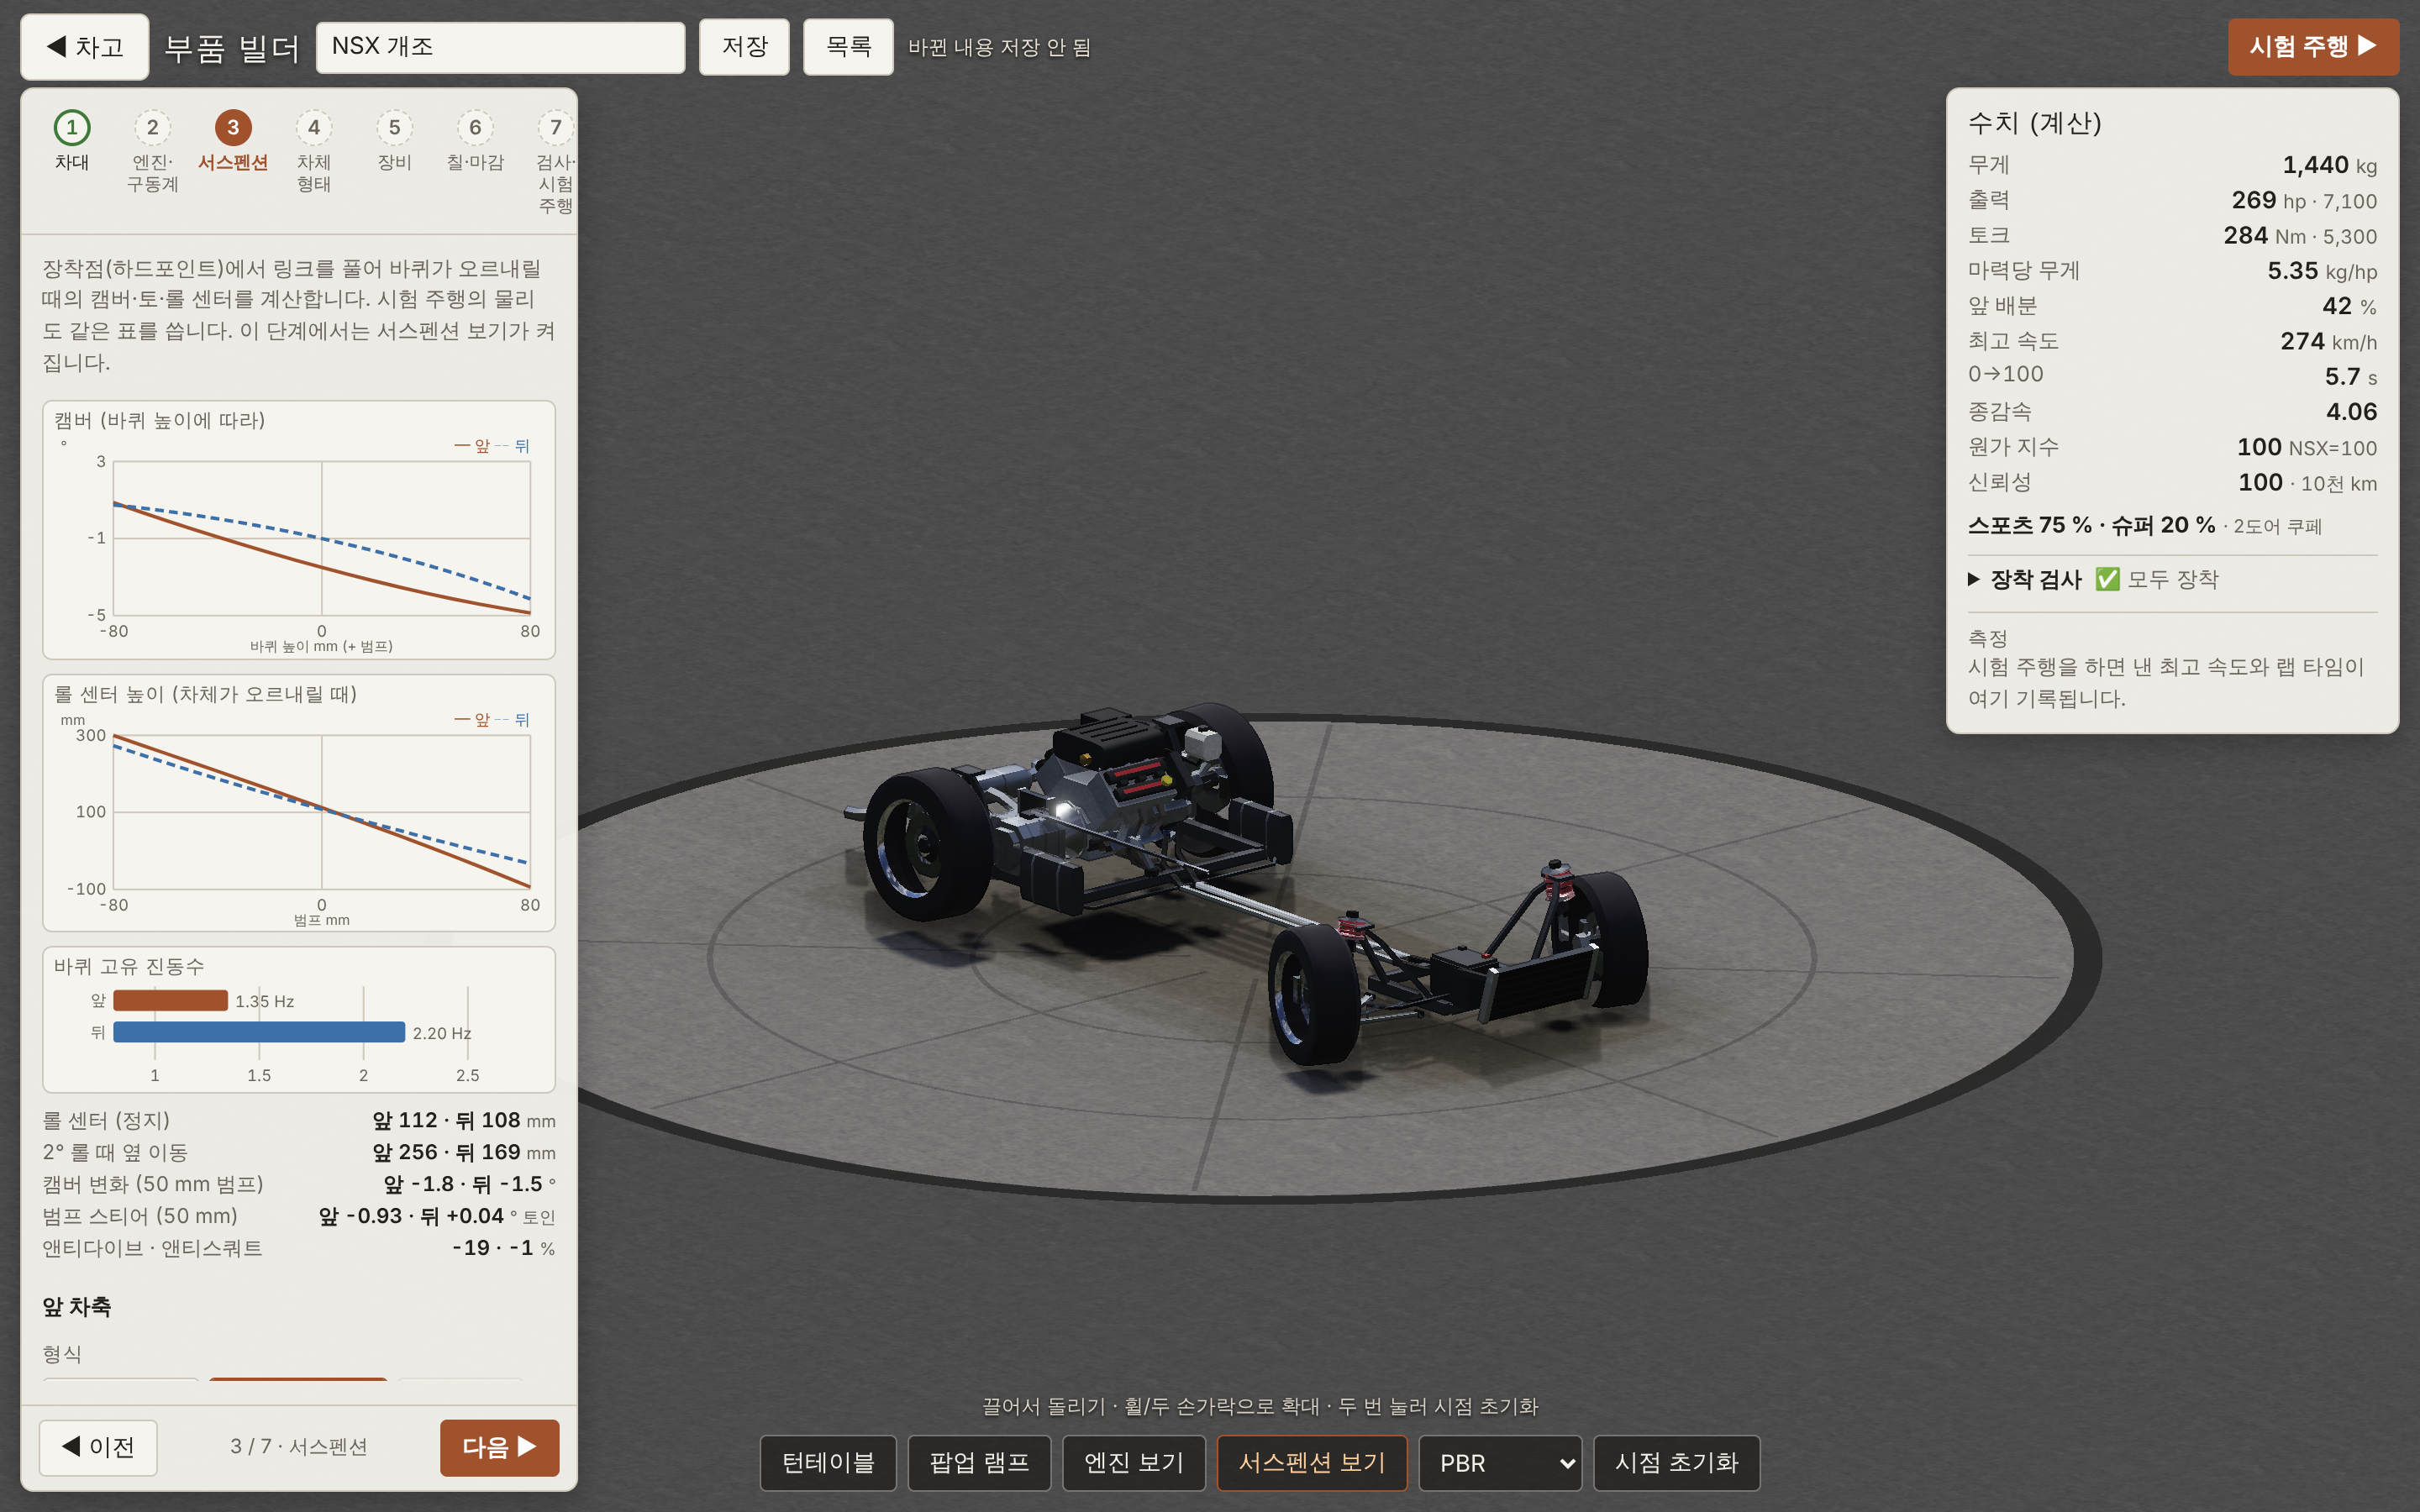 ◀ 차고
부품 빌더
NSX 개조
저장
목록
바뀐 내용 저장 안 됨
시험 주행 ▶
1
차대
2
엔진·
구동계
3
서스펜션
4
차체
형태
5
장비
6
칠·마감
7
검사·
시험
주행
장착점(하드포인트)에서 링크를 풀어 바퀴가 오르내릴
때의 캠버·토·롤 센터를 계산합니다. 시험 주행의 물리
도 같은 표를 씁니다. 이 단계에서는 서스펜션 보기가 켜
집니다.
캠버 (바퀴 높이에 따라)
°
— 앞 -- 뒤
3
-1
-5
-80 0 80
바퀴 높이 mm (+ 범프)
롤 센터 높이 (차체가 오르내릴 때)
mm
— 앞 -- 뒤
300
100
-100
-80 0 80
범프 mm
바퀴 고유 진동수
앞 1.35 Hz
뒤 2.20 Hz
1 1.5 2 2.5
롤 센터 (정지) 앞 112 · 뒤 108 mm
2° 롤 때 옆 이동 앞 256 · 뒤 169 mm
캠버 변화 (50 mm 범프) 앞 -1.8 · 뒤 -1.5 °
범프 스티어 (50 mm) 앞 -0.93 · 뒤 +0.04 ° 토인
앤티다이브 · 앤티스쿼트 -19 · -1 %
앞 차축
형식
◀ 이전
3 / 7 · 서스펜션
다음 ▶
수치 (계산)
무게 1,440 kg
출력 269 hp · 7,100
토크 284 Nm · 5,300
마력당 무게 5.35 kg/hp
앞 배분 42 %
최고 속도 274 km/h
0→100 5.7 s
종감속 4.06
원가 지수 100 NSX=100
신뢰성 100 · 10천 km
스포츠 75 % · 슈퍼 20 % · 2도어 쿠페
▶ 장착 검사 ✅ 모두 장착
측정
시험 주행을 하면 낸 최고 속도와 랩 타임이
여기 기록됩니다.
끌어서 돌리기 · 휠/두 손가락으로 확대 · 두 번 눌러 시점 초기화
턴테이블
팝업 램프
엔진 보기
서스펜션 보기
PBR
시점 초기화